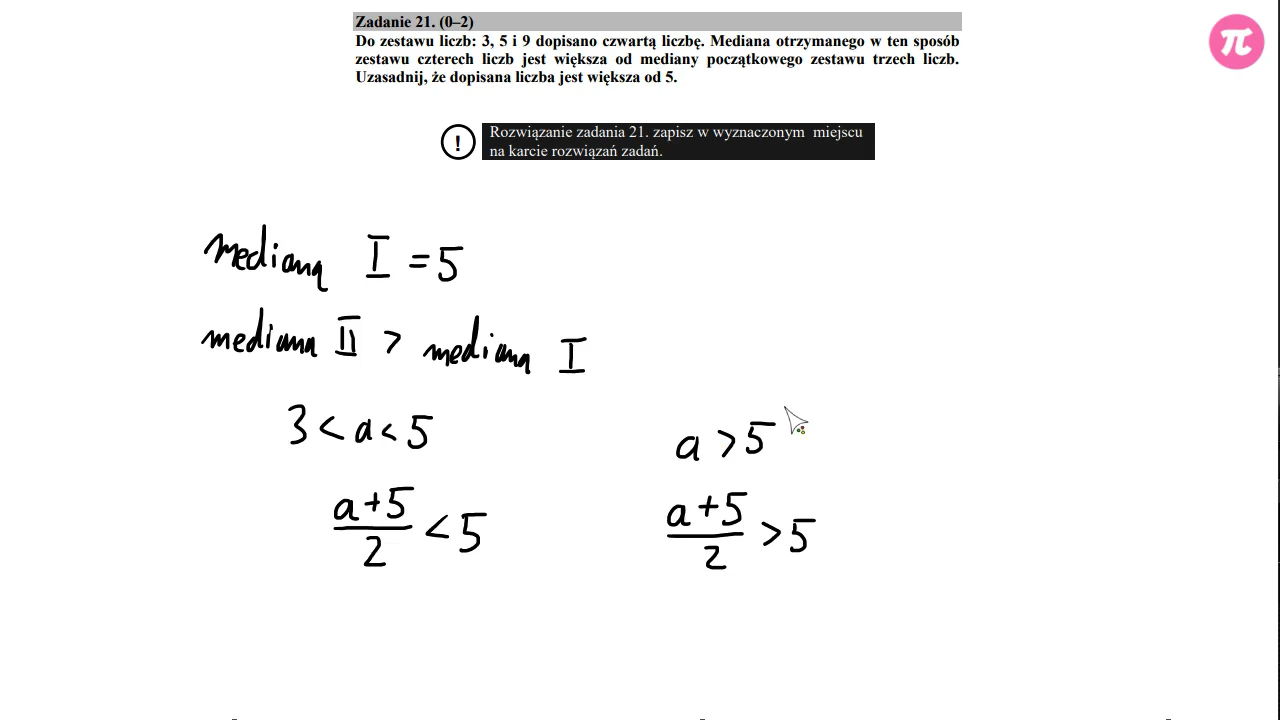 Zadanie 21. (0–2)
Do zestawu liczb: 3, 5 i 9 dopisano czwartą liczbę. Mediana otrzymanego w ten sposób
zestawu czterech liczb jest większa od mediany początkowego zestawu trzech liczb.
Uzasadnij, że dopisana liczba jest większa od 5.
π
!
Rozwiązanie zadania 21. zapisz w wyznaczonym miejscu
na karcie rozwiązań zadań.
mediana I = 5
mediana II > mediana I
3 < a < 5
a > 5
a+5
2
< 5
a+5
2
> 5